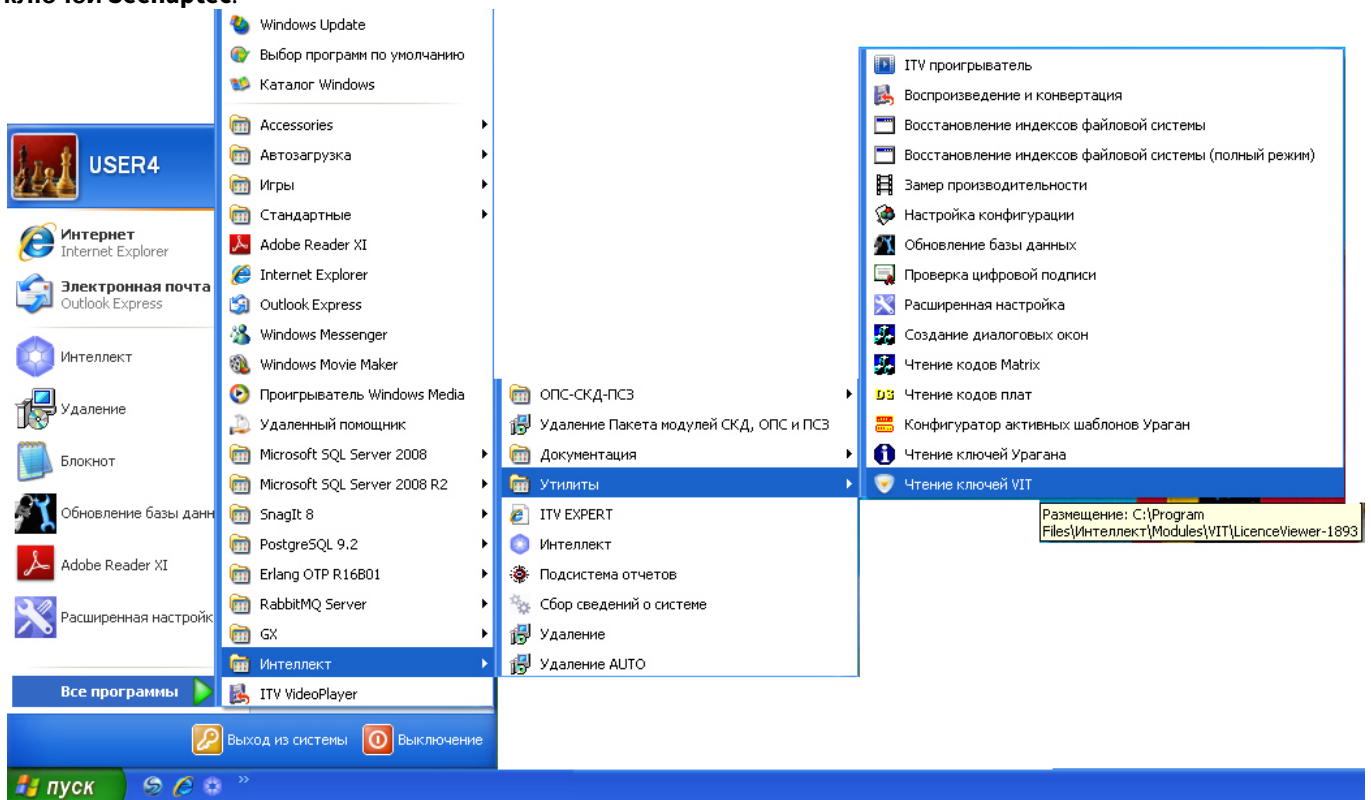 ключей Seenaptec.
USER4
Интернет
Internet Explorer
Электронная почта
Outlook Express
Интеллект
Удаление
Блокнот
Обновление базы данн
Adobe Reader XI
Расширенная настройк
Все программы
Windows Update
Выбор программ по умолчанию
Каталог Windows
Accessories
Автозагрузка
Игры
Стандартные
Adobe Reader XI
Internet Explorer
Outlook Express
Windows Messenger
Windows Movie Maker
Проигрыватель Windows Media
Удаленный помощник
Microsoft SQL Server 2008
Microsoft SQL Server 2008 R2
SnagIt 8
PostgreSQL 9.2
Erlang OTP R16B01
RabbitMQ Server
GX
Интеллект
ITV VideoPlayer
ОПС-СКД-ПСЗ
Удаление Пакета модулей СКД, ОПС и ПСЗ
Документация
Утилиты
ITV EXPERT
Интеллект
Подсистема отчетов
Сбор сведений о системе
Удаление
Удаление AUTO
ITV проигрыватель
Воспроизведение и конвертация
Восстановление индексов файловой системы
Восстановление индексов файловой системы (полный режим)
Замер производительности
Настройка конфигурации
Обновление базы данных
Проверка цифровой подписи
Расширенная настройка
Создание диалоговых окон
Чтение кодов Matrix
Чтение кодов плат
Конфигуратор активных шаблонов Ураган
Чтение ключей Урагана
Чтение ключей VIT
Размещение: C:\Program
Files\Интеллект\Modules\VIT\LicenceViewer-1893
Выход из системы
Выключение
пуск